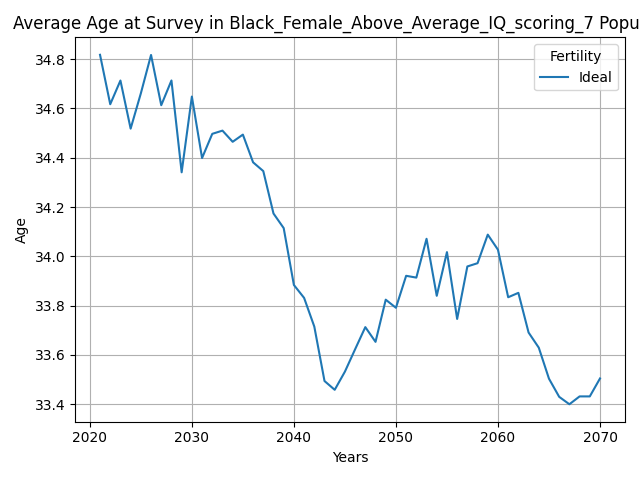 Average Age at Survey in Black_Female_Above_Average_IQ_scoring_7 Popu
Fertility
Ideal
34.8
34.6
34.4
34.2
34.0
33.8
33.6
33.4
Age
2020 2030 2040 2050 2060 2070
Years